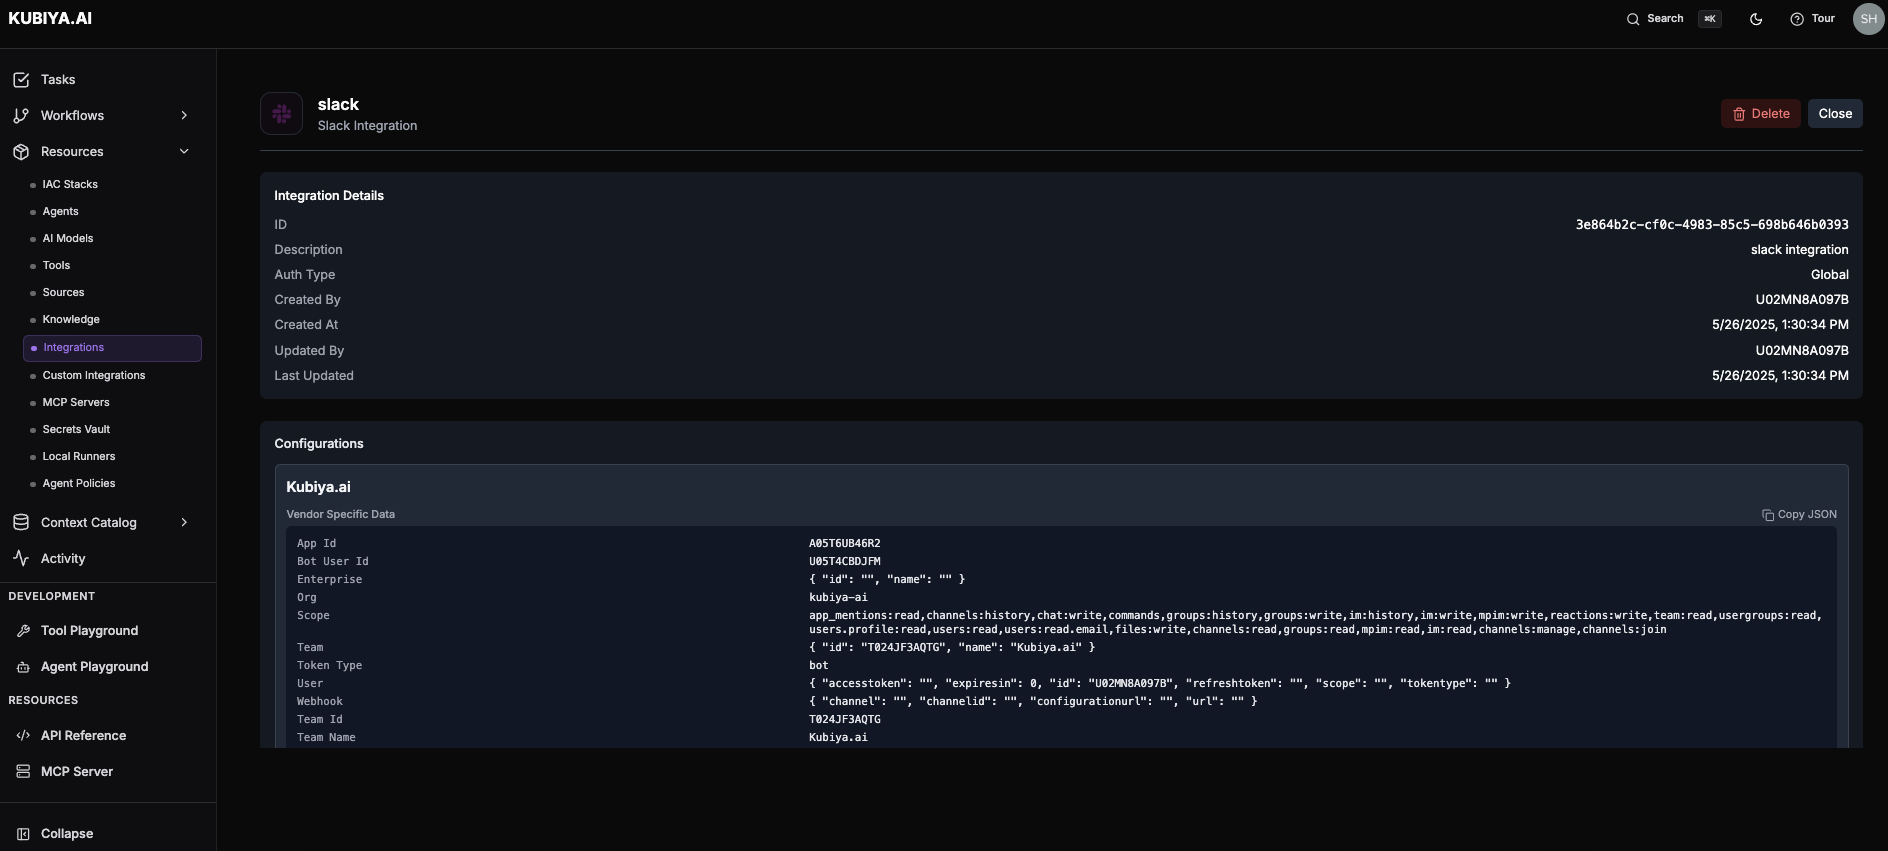 KUBIYA.AI
Search
⌘K
Tour
SH
Tasks
Workflows
Resources
IAC Stacks
Agents
AI Models
Tools
Sources
Knowledge
Integrations
Custom Integrations
MCP Servers
Secrets Vault
Local Runners
Agent Policies
Context Catalog
Activity
DEVELOPMENT
Tool Playground
Agent Playground
RESOURCES
API Reference
MCP Server
Collapse
slack
Slack Integration
Delete
Close
Integration Details
ID 3e864b2c-cf0c-4983-85c5-698b646b0393
Description slack integration
Auth Type Global
Created By U02MN8A097B
Created At 5/26/2025, 1:30:34 PM
Updated By U02MN8A097B
Last Updated 5/26/2025, 1:30:34 PM
Configurations
Kubiya.ai
Vendor Specific Data Copy JSON
App Id A05T6UB46R2
Bot User Id U05T4CBDJFM
Enterprise { "id": "", "name": "" }
Org kubiya-ai
Scope app_mentions:read,channels:history,chat:write,commands,groups:history,groups:write,im:history,im:write,mpim:write,reactions:write,team:read,usergroups:read,
users.profile:read,users:read,users:read.email,files:write,channels:read,groups:read,mpim:read,im:read,channels:manage,channels:join
Team { "id": "T024JF3AQTG", "name": "Kubiya.ai" }
Token Type bot
User { "accesstoken": "", "expiresin": 0, "id": "U02MN8A097B", "refreshtoken": "", "scope": "", "tokentype": "" }
Webhook { "channel": "", "channelid": "", "configurationurl": "", "url": "" }
Team Id T024JF3AQTG
Team Name Kubiya.ai